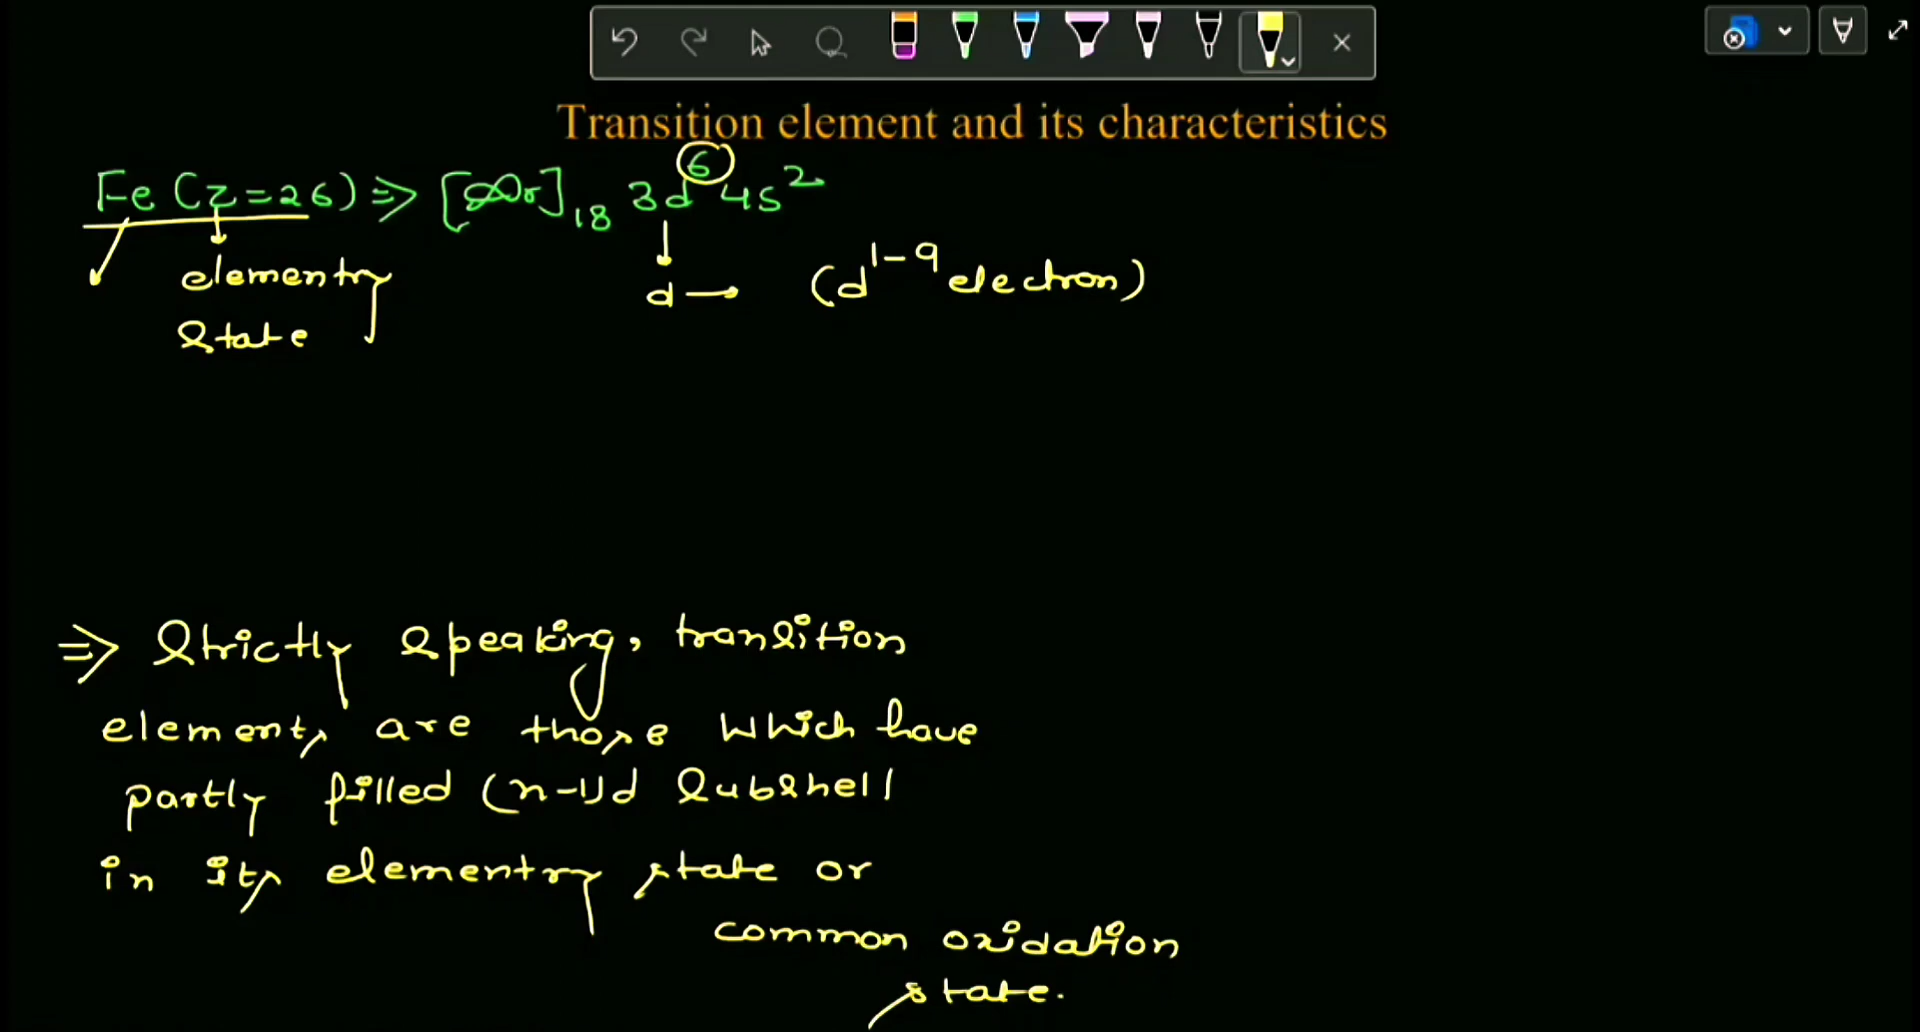 Transition element and its characteristics
Fe (Z=26) ⇒ [Ar]₁₈ 3d⁶ 4s²
elementry
state
d → (d¹⁻⁹ electron)
⇒ Strictly speaking, transition
elements are those which have
partly filled (n-1)d subshell
in its elementry state or
common oxidation
state.